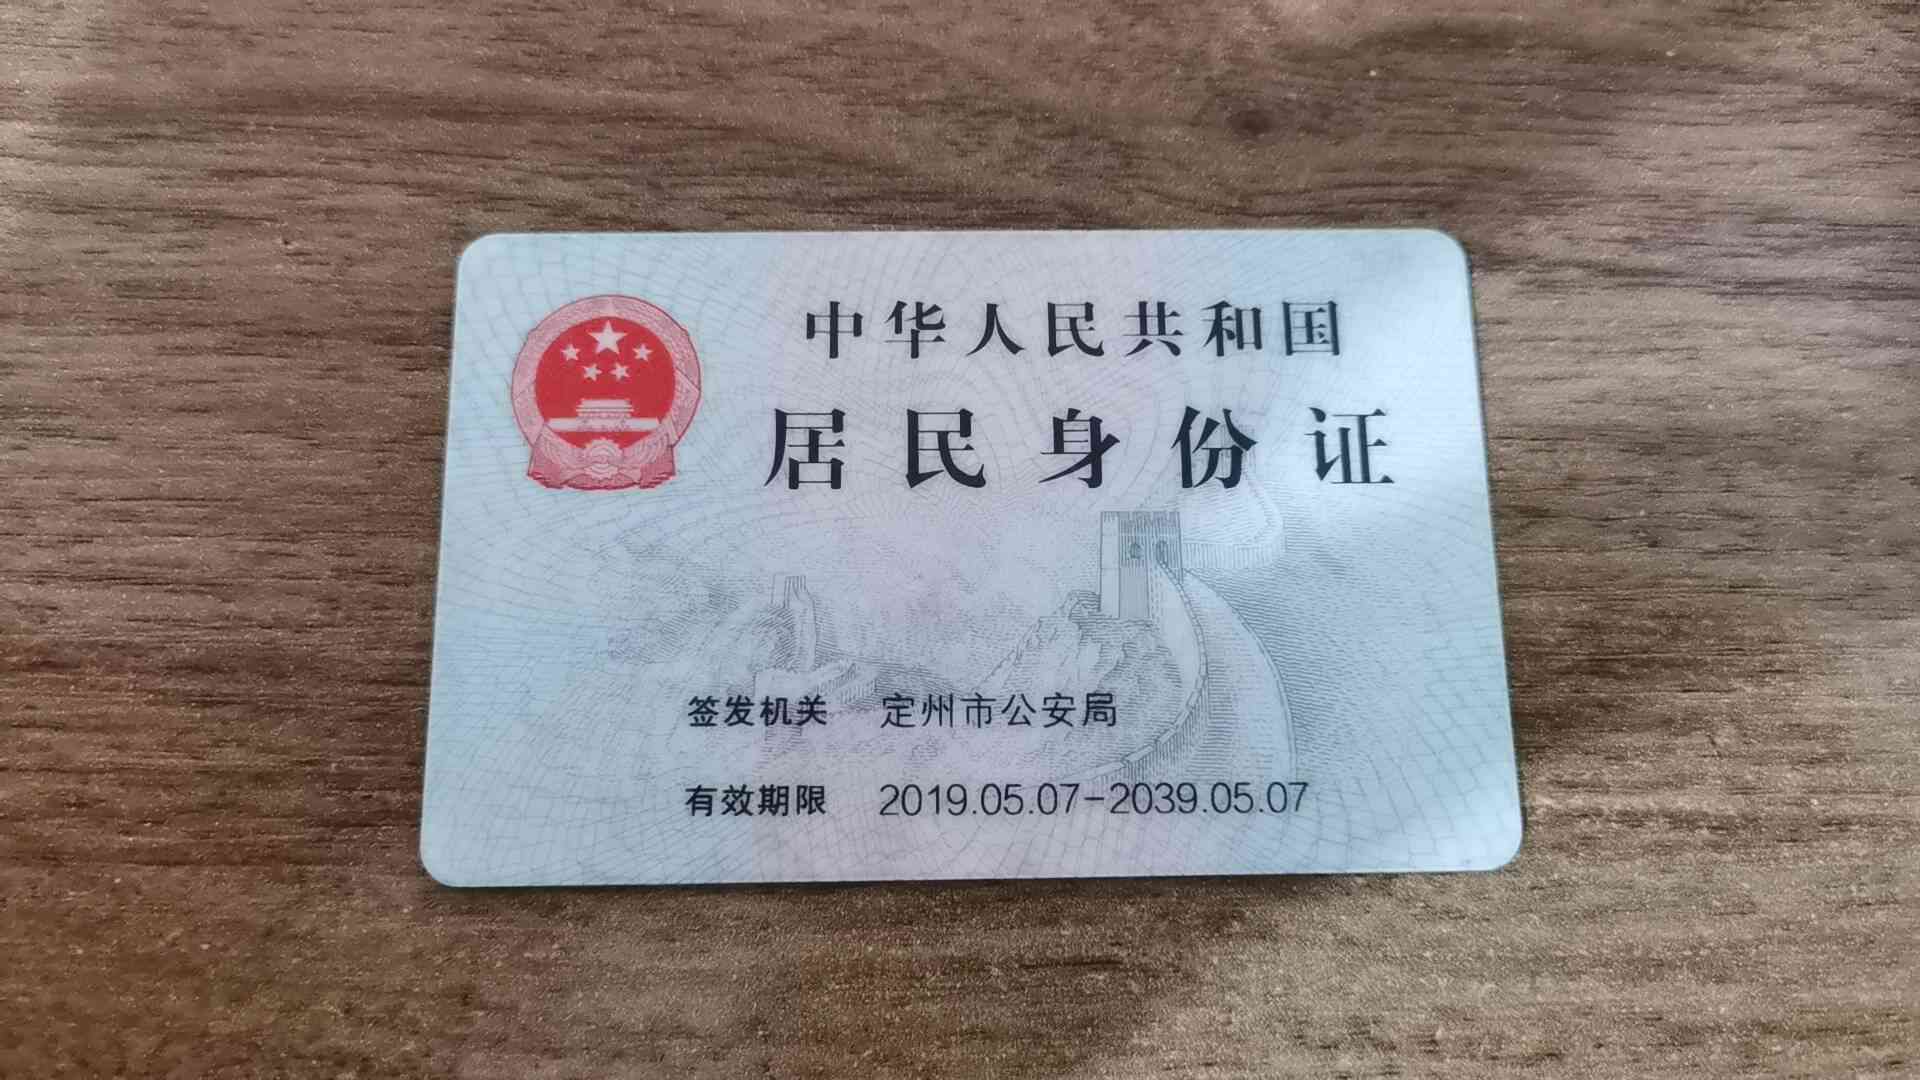 中华人民共和国
居民身份证
签发机关 定州市公安局
有效期限 2019.05.07-2039.05.07